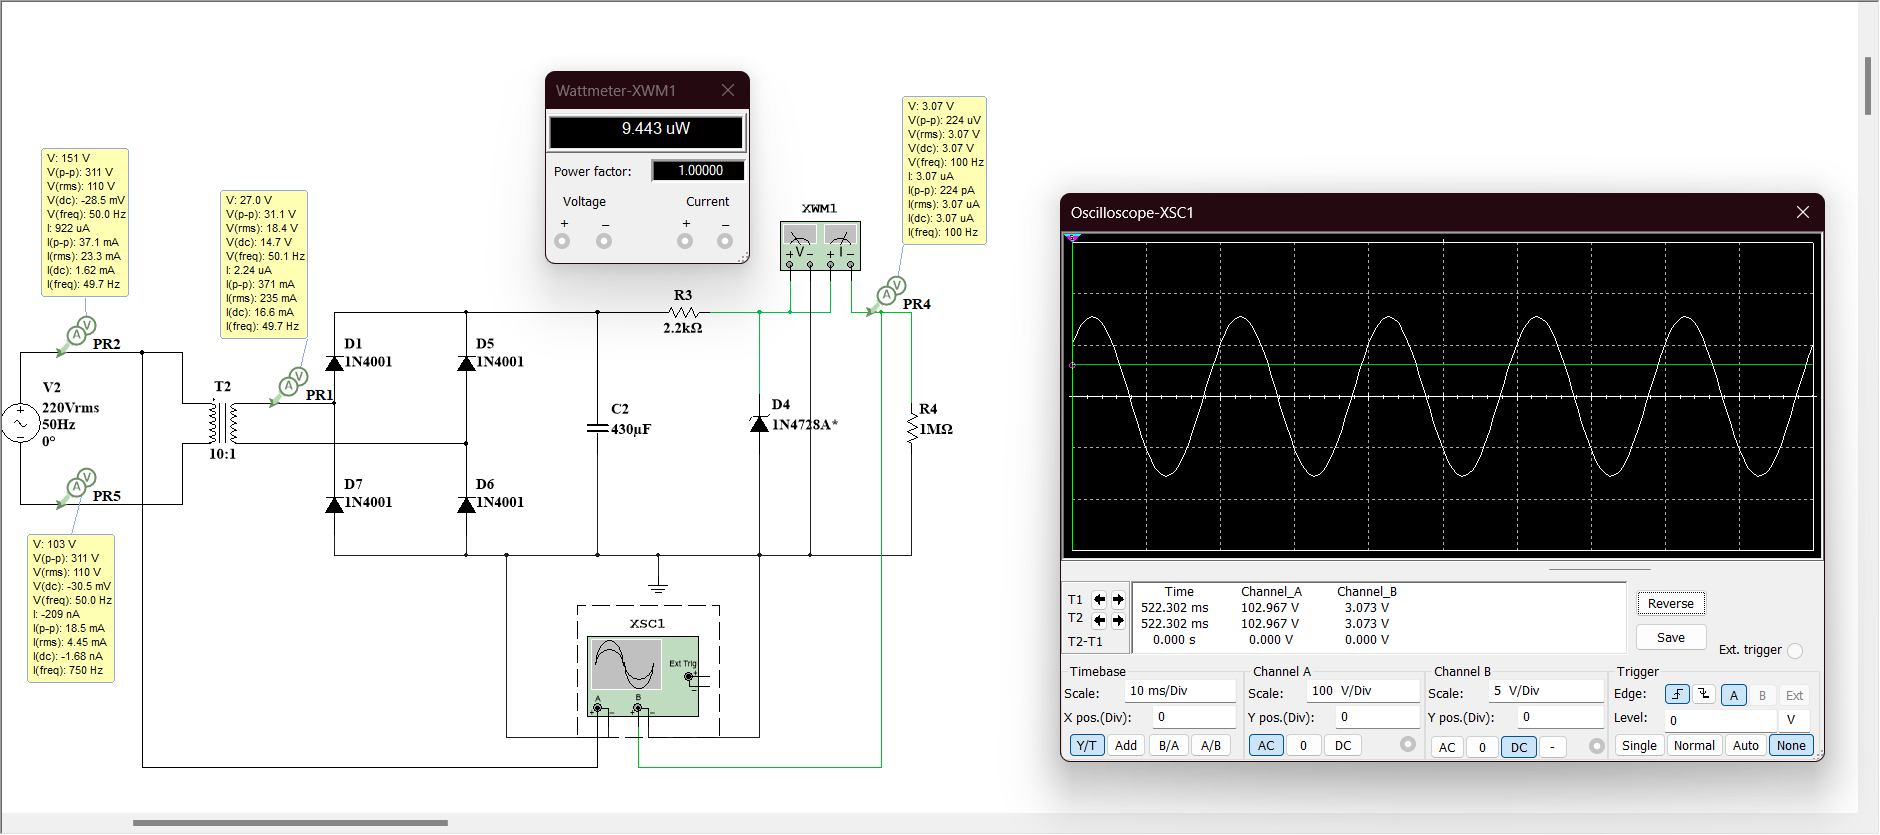 Wattmeter-XWM1
9.443 uW
Power factor:
1.00000
Voltage
Current
+
−
+
−
V: 151 V
V(p-p): 311 V
V(rms): 110 V
V(dc): -28.5 mV
V(freq): 50.0 Hz
I: 922 uA
I(p-p): 37.1 mA
I(rms): 23.3 mA
I(dc): 1.62 mA
I(freq): 49.7 Hz
V: 27.0 V
V(p-p): 31.1 V
V(rms): 18.4 V
V(dc): 14.7 V
V(freq): 50.1 Hz
I: 2.24 uA
I(p-p): 371 mA
I(rms): 235 mA
I(dc): 16.6 mA
I(freq): 49.7 Hz
V: 3.07 V
V(p-p): 224 uV
V(rms): 3.07 V
V(dc): 3.07 V
V(freq): 100 Hz
I: 3.07 uA
I(p-p): 224 pA
I(rms): 3.07 uA
I(dc): 3.07 uA
I(freq): 100 Hz
XWM1
V
I
A V
PR4
A V
PR2
A V
PR1
R3
2.2kΩ
D1
1N4001
D5
1N4001
V2
220Vrms
50Hz
0°
T2
10:1
C2
430µF
D4
1N4728A*
R4
1MΩ
A V
PR5
D7
1N4001
D6
1N4001
V: 103 V
V(p-p): 311 V
V(rms): 110 V
V(dc): -30.5 mV
V(freq): 50.0 Hz
I: -209 nA
I(p-p): 18.5 mA
I(rms): 4.45 mA
I(dc): -1.68 nA
I(freq): 750 Hz
XSC1
Ext Trig
A
B
Oscilloscope-XSC1
Time Channel_A Channel_B
T1 522.302 ms 102.967 V 3.073 V
T2 522.302 ms 102.967 V 3.073 V
T2-T1 0.000 s 0.000 V 0.000 V
Reverse
Save
Ext. trigger
Timebase
Scale: 10 ms/Div
X pos.(Div): 0
Y/T Add B/A A/B
Channel A
Scale: 100 V/Div
Y pos.(Div): 0
AC 0 DC
Channel B
Scale: 5 V/Div
Y pos.(Div): 0
AC 0 DC -
Trigger
Edge: A B Ext
Level: 0 V
Single Normal Auto None